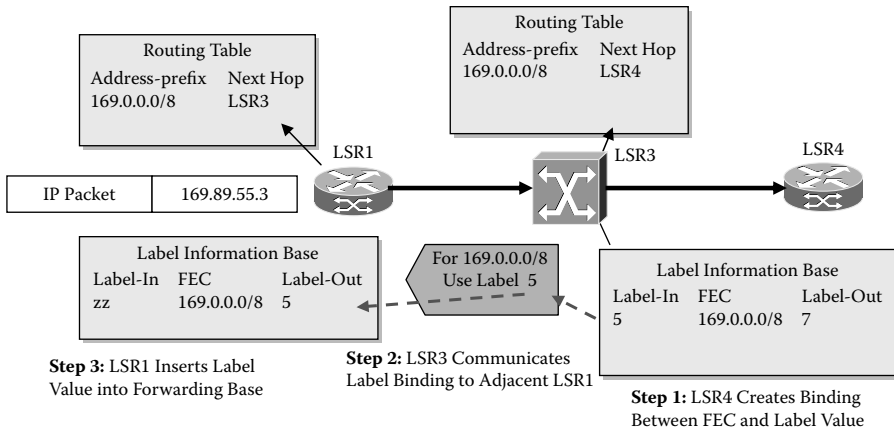 Routing Table
Address-prefix Next Hop
169.0.0.0/8 LSR3
Routing Table
Address-prefix Next Hop
169.0.0.0/8 LSR4
LSR1
LSR3
LSR4
IP Packet 169.89.55.3
Label Information Base
Label-In FEC Label-Out
zz 169.0.0.0/8 5
For 169.0.0.0/8
Use Label 5
Label Information Base
Label-In FEC Label-Out
5 169.0.0.0/8 7
Step 3: LSR1 Inserts Label
Value into Forwarding Base
Step 2: LSR3 Communicates
Label Binding to Adjacent LSR1
Step 1: LSR4 Creates Binding
Between FEC and Label Value